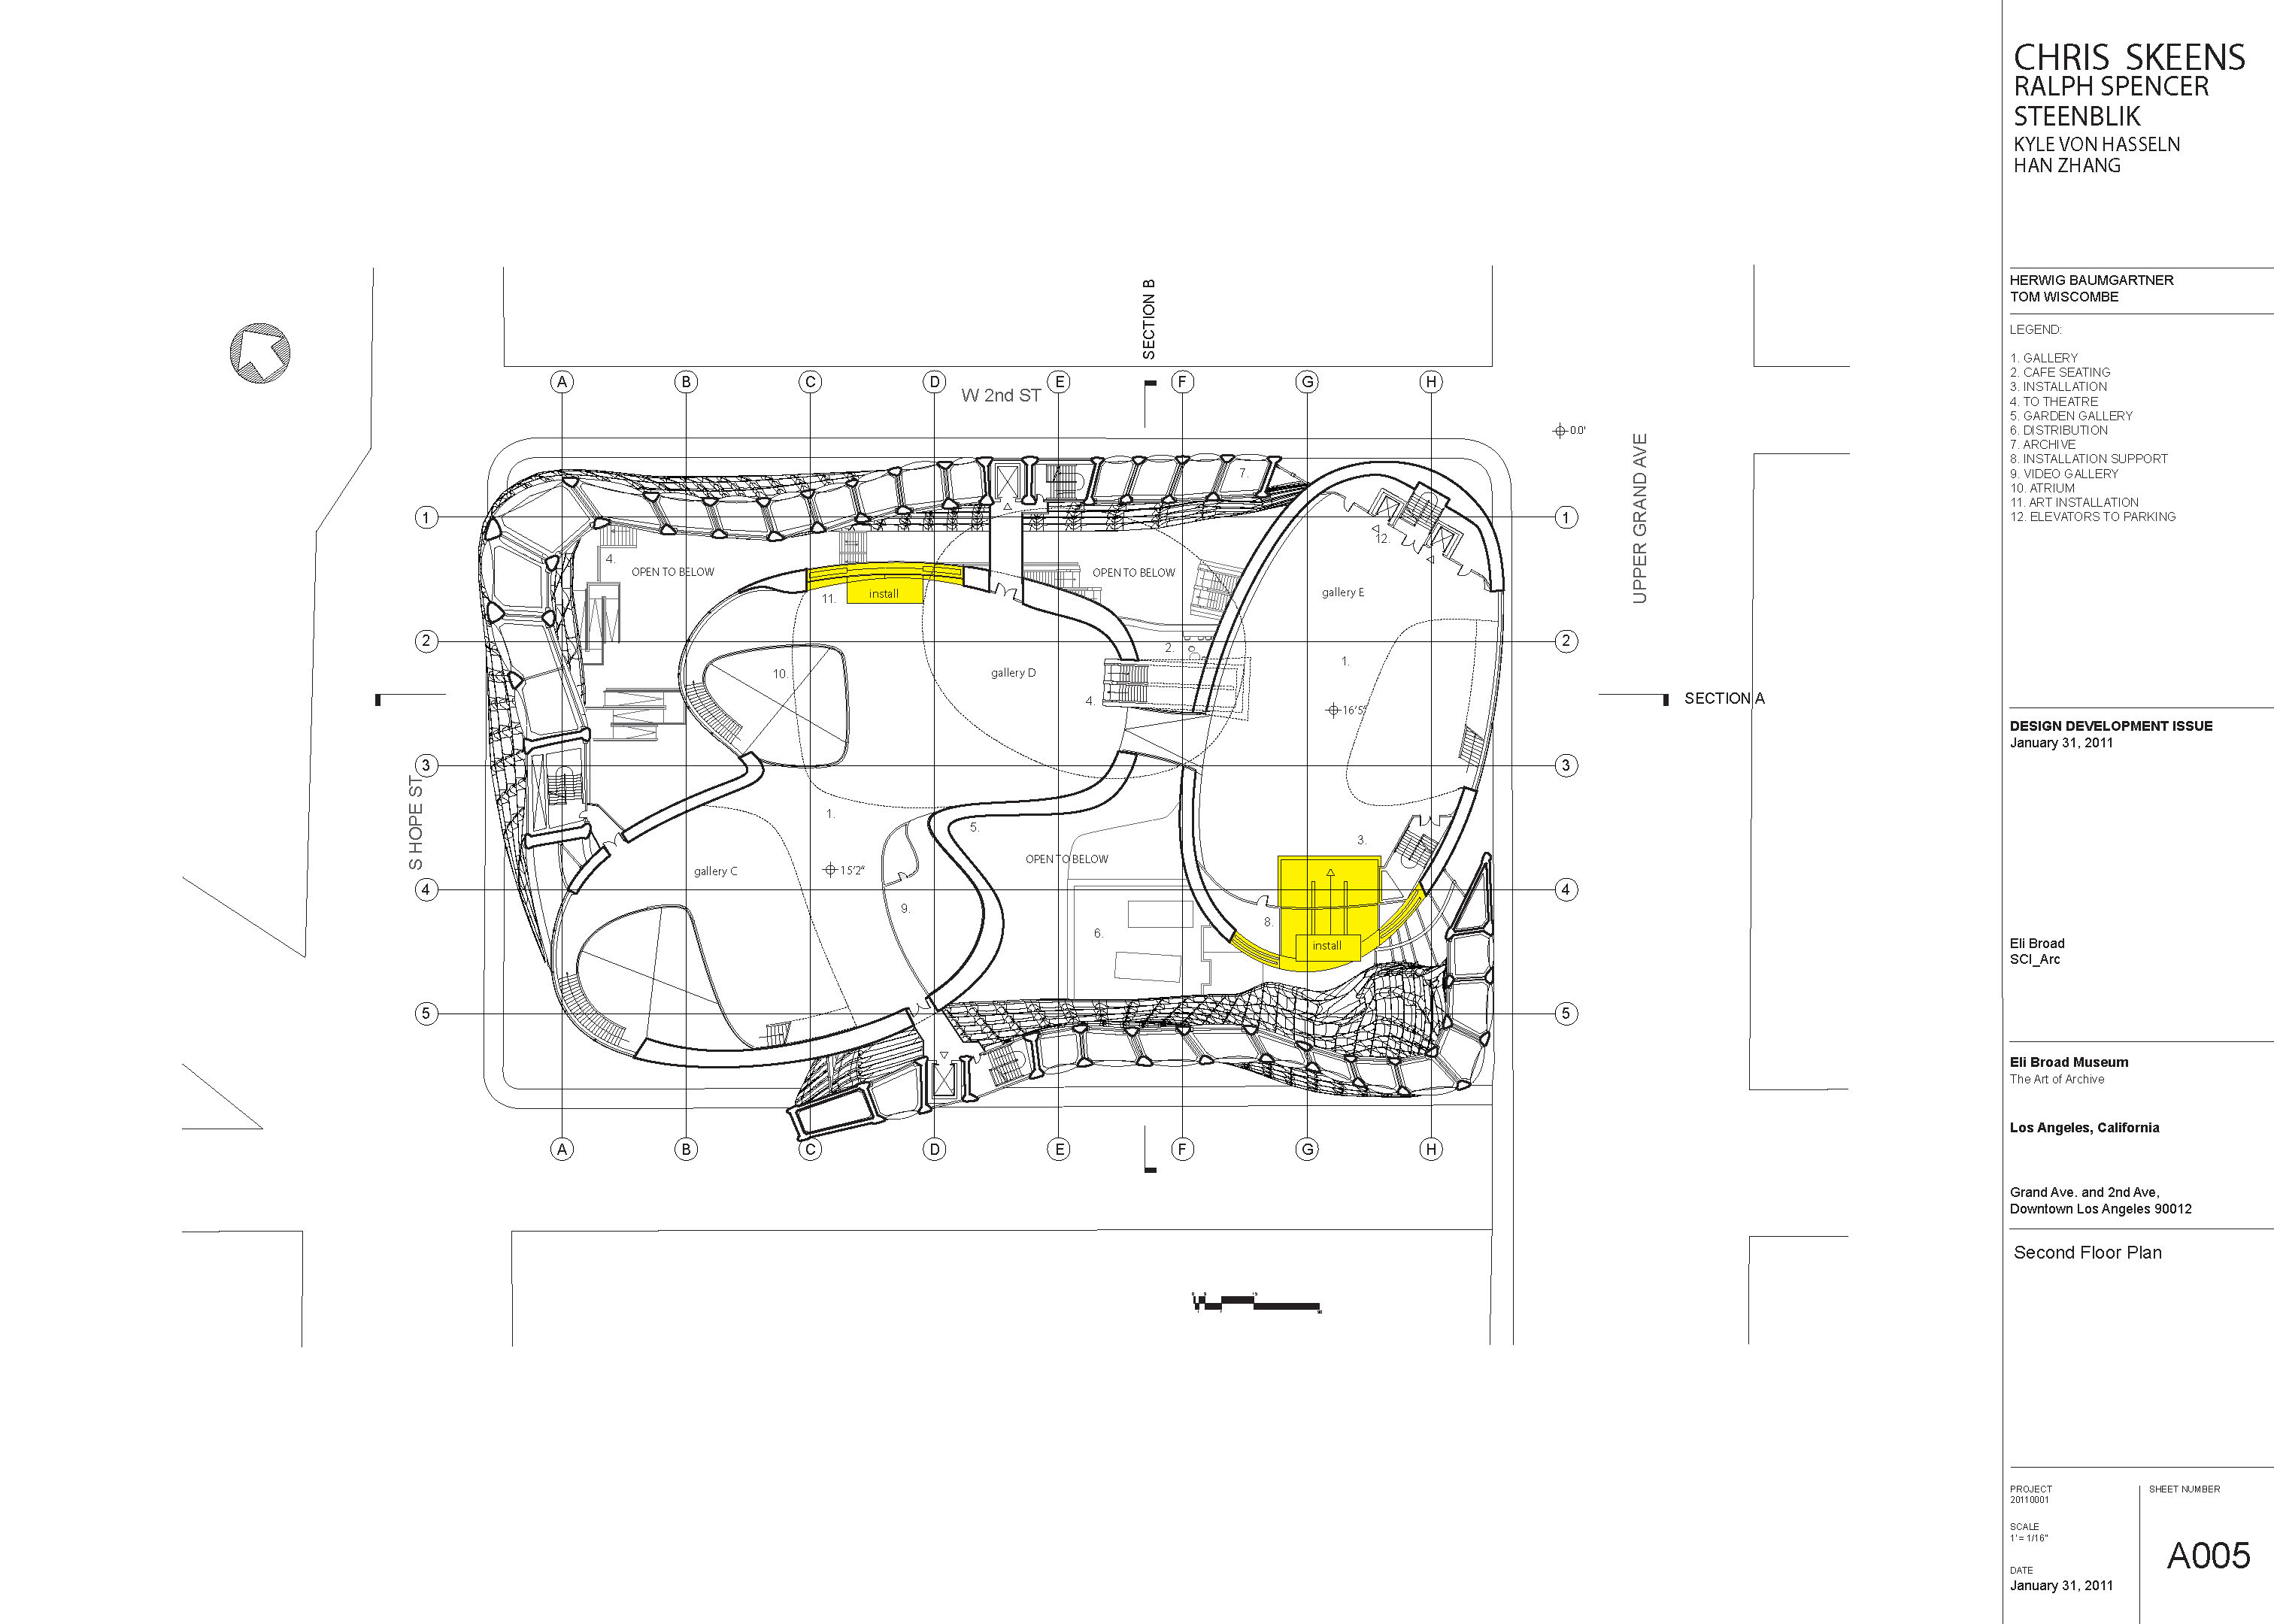 CHRIS SKEENS
RALPH SPENCER
STEENBLIK
KYLE VON HASSELN
HAN ZHANG
HERWIG BAUMGARTNER
TOM WISCOMBE
LEGEND:
1. GALLERY
2. CAFE SEATING
3. INSTALLATION
4. TO THEATRE
5. GARDEN GALLERY
6. DISTRIBUTION
7. ARCHIVE
8. INSTALLATION SUPPORT
9. VIDEO GALLERY
10. ATRIUM
11. ART INSTALLATION
12. ELEVATORS TO PARKING
DESIGN DEVELOPMENT ISSUE
January 31, 2011
Eli Broad
SCI_Arc
Eli Broad Museum
The Art of Archive
Los Angeles, California
Grand Ave. and 2nd Ave,
Downtown Los Angeles 90012
Second Floor Plan
PROJECT
20110001
SCALE
1'= 1/16"
DATE
January 31, 2011
SHEET NUMBER
A005
SECTION B
A B C D E F G H
W 2nd ST
0.0'
UPPER GRAND AVE
7.
1 1
12.
4.
OPEN TO BELOW
OPEN TO BELOW
11.
install
gallery E
2 2
2.
10.
gallery D
1.
4.
16'5"
SECTION A
3 3
S HOPE ST
1.
5.
3.
OPEN TO BELOW
gallery C
15'2"
4 4
9.
8.
6.
install
5 5
A B C D E F G H